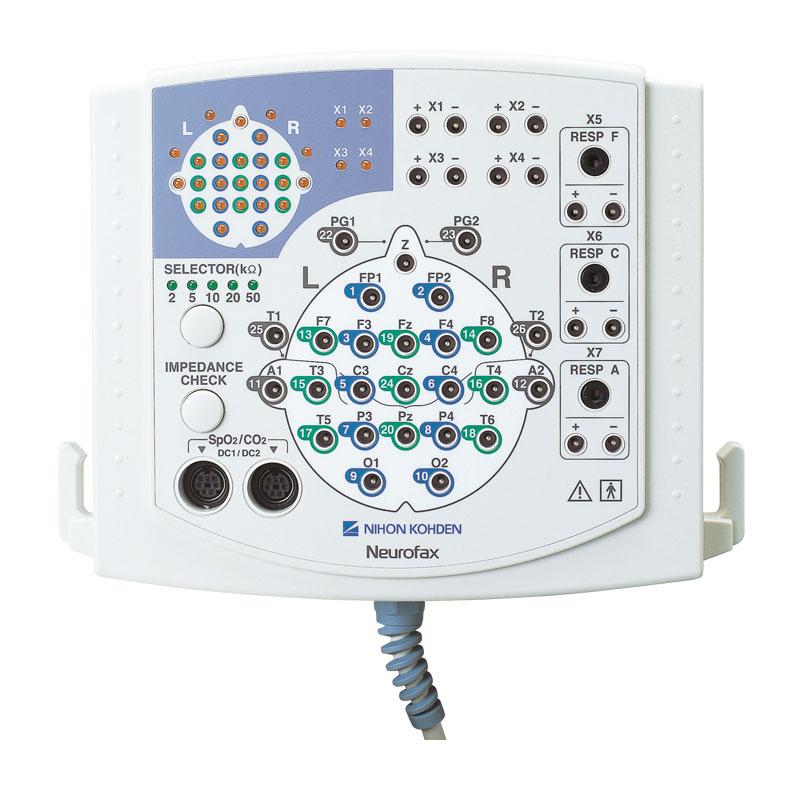 X1 X2
L R
X3 X4
+ X1 − + X2 −
+ X3 − + X4 −
X5
RESP F
+ −
X6
RESP C
+ −
X7
RESP A
+ −
SELECTOR(kΩ)
2 5 10 20 50
IMPEDANCE
CHECK
SpO2/CO2
DC1/DC2
PG1 PG2
22 23
Z
L R
FP1 FP2
1 2
T1 F7 F3 Fz F4 F8 T2
25 13 3 19 4 14 26
A1 T3 C3 Cz C4 T4 A2
11 15 5 24 6 16 12
T5 P3 Pz P4 T6
17 7 20 8 18
O1 O2
9 10
NIHON KOHDEN
Neurofax